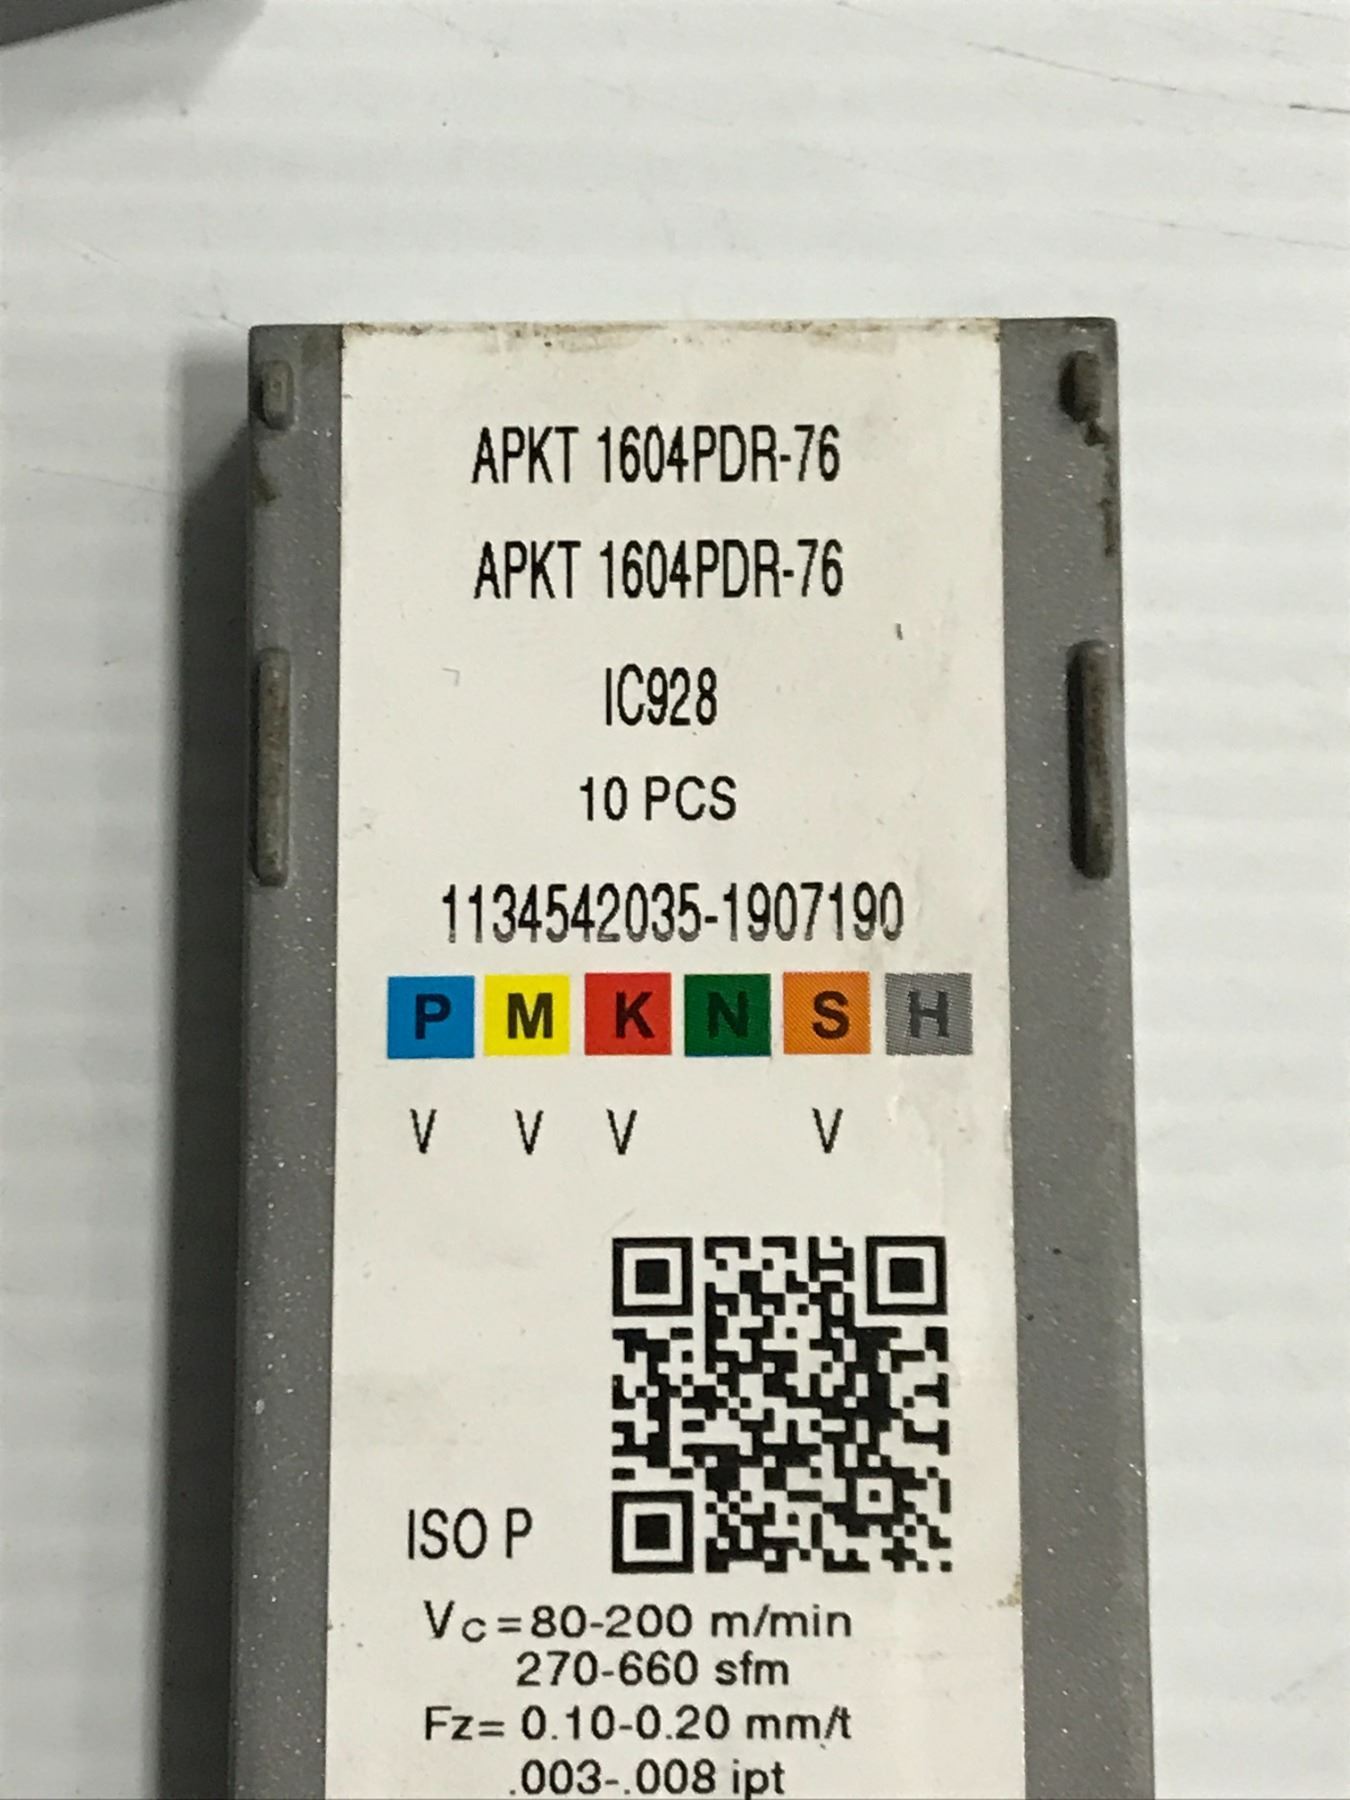 APKT 1604PDR-76
APKT 1604PDR-76
IC928
10 PCS
1134542035-1907190
P M K N S H
V V V V
ISO P
Vc=80-200 m/min
270-660 sfm
Fz= 0.10-0.20 mm/t
.003-.008 ipt